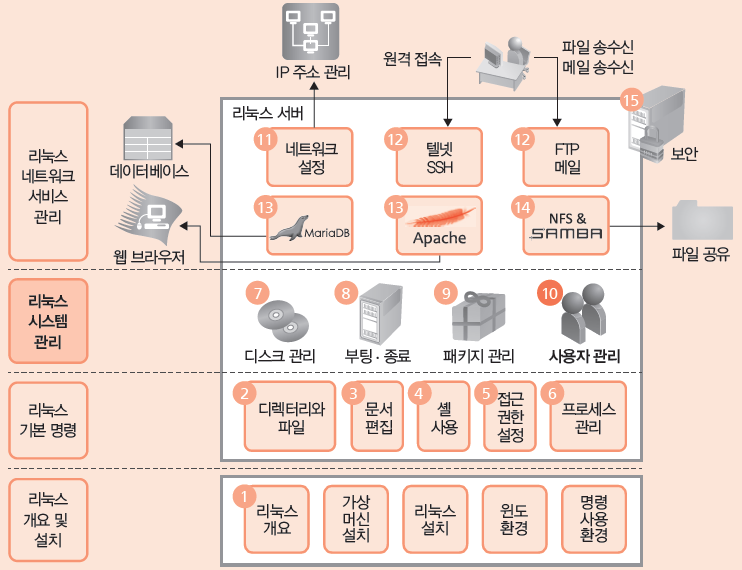 IP 주소 관리
원격 접속
파일 송수신
메일 송수신
리눅스
네트워크
서비스
관리
리눅스 서버
15
보안
데이터베이스
웹 브라우저
11
네트워크
설정
12
텔넷
SSH
12
FTP
메일
13
MariaDB
13
Apache
14
NFS &
SAMBA
파일 공유
리눅스
시스템
관리
7
디스크 관리
8
부팅·종료
9
패키지 관리
10
사용자 관리
리눅스
기본 명령
2
디렉터리와
파일
3
문서
편집
4
셸
사용
5
접근
권한
설정
6
프로세스
관리
리눅스
개요 및
설치
1
리눅스
개요
가상
머신
설치
리눅스
설치
윈도
환경
명령
사용
환경